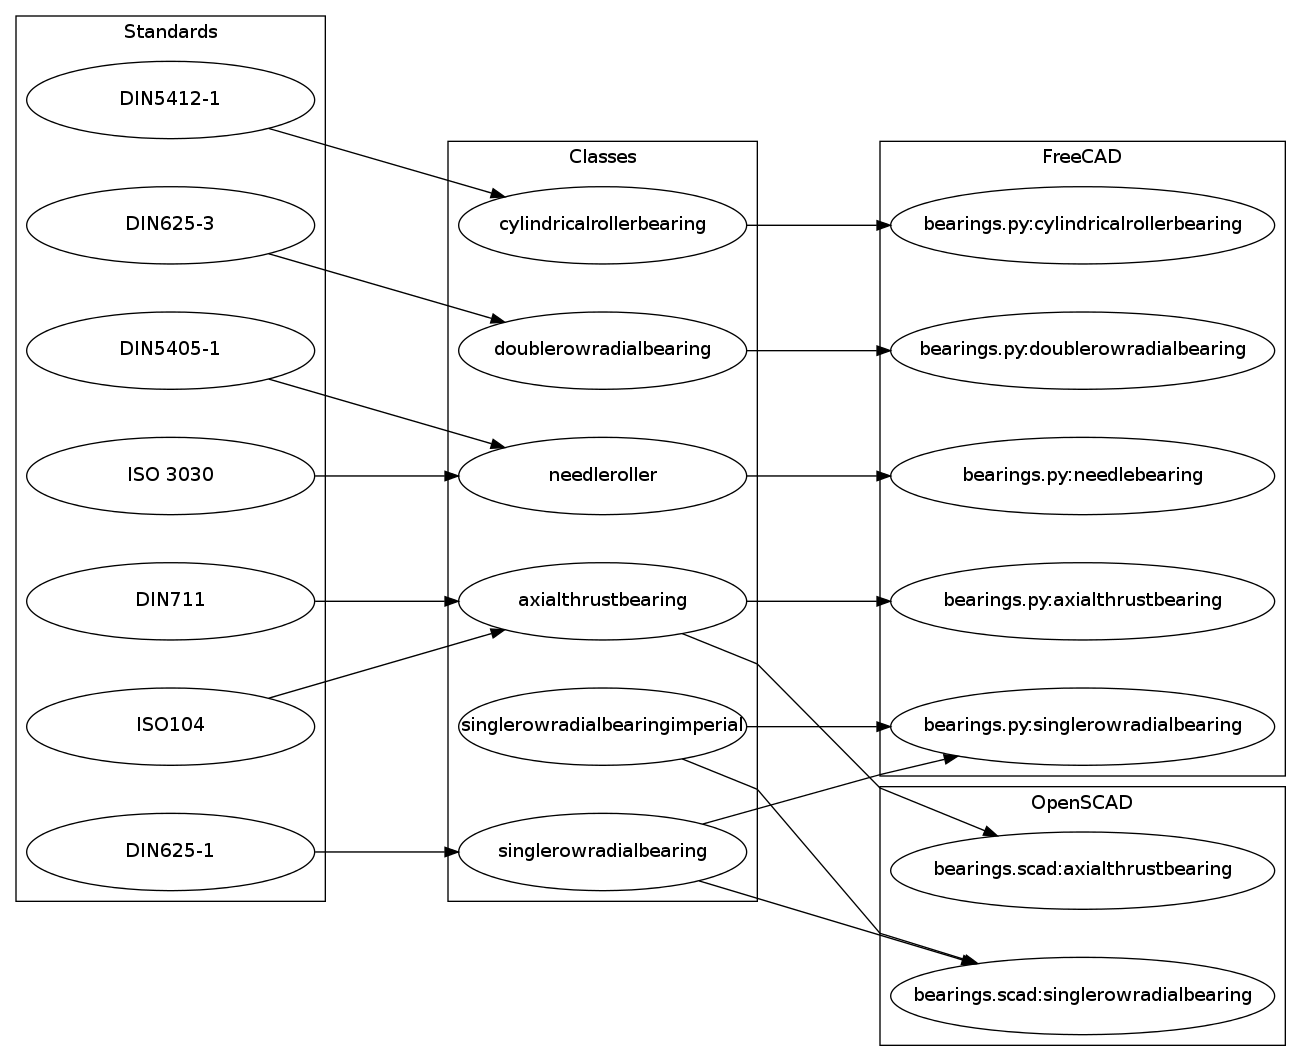 Standards
DIN5412-1
DIN625-3
DIN5405-1
ISO 3030
DIN711
ISO104
DIN625-1
Classes
cylindricalrollerbearing
doublerowradialbearing
needleroller
axialthrustbearing
singlerowradialbearingimperial
singlerowradialbearing
FreeCAD
bearings.py:cylindricalrollerbearing
bearings.py:doublerowradialbearing
bearings.py:needlebearing
bearings.py:axialthrustbearing
bearings.py:singlerowradialbearing
OpenSCAD
bearings.scad:axialthrustbearing
bearings.scad:singlerowradialbearing